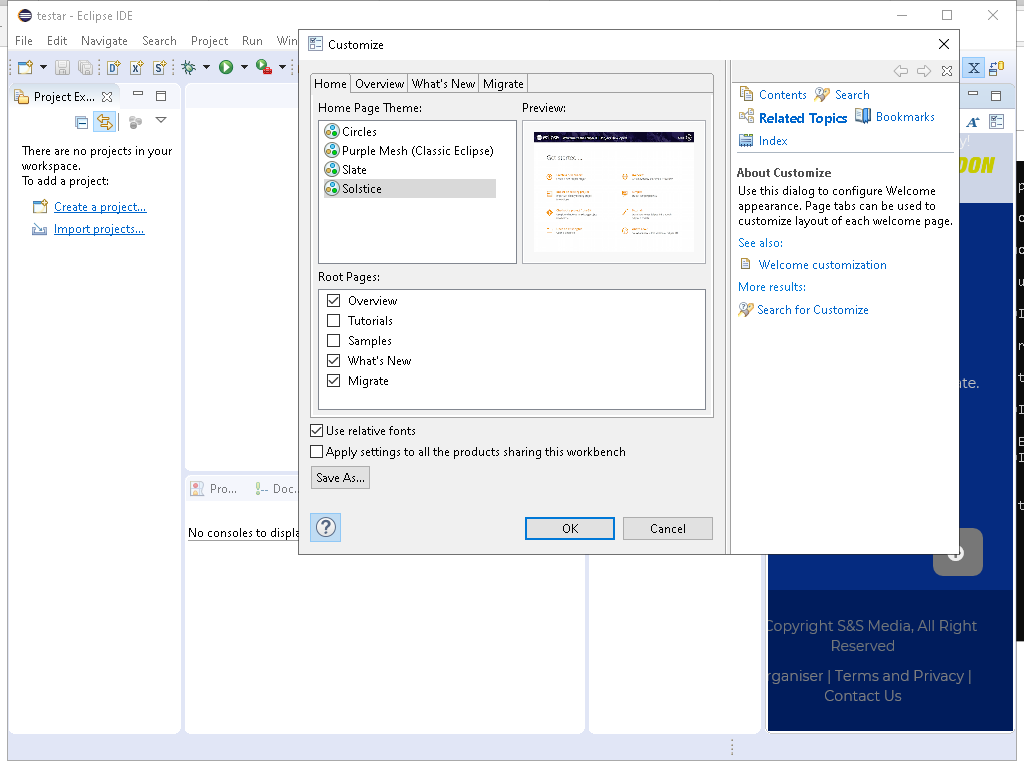 testar - Eclipse IDE
File Edit Navigate Search Project Run Win
Customize
Project Ex...
There are no projects in your
workspace.
To add a project:
Create a project...
Import projects...
Home Overview What's New Migrate
Home Page Theme:
Circles
Purple Mesh (Classic Eclipse)
Slate
Solstice
Preview:
Root Pages:
Overview
Tutorials
Samples
What's New
Migrate
Use relative fonts
Apply settings to all the products sharing this workbench
Save As...
OK Cancel
Contents Search
Related Topics Bookmarks
Index
About Customize
Use this dialog to configure Welcome
appearance. Page tabs can be used to
customize layout of each welcome page.
See also:
Welcome customization
More results:
Search for Customize
Pro... Doc...
No consoles to displa
Copyright S&S Media, All Right
Reserved
rganiser | Terms and Privacy |
Contact Us